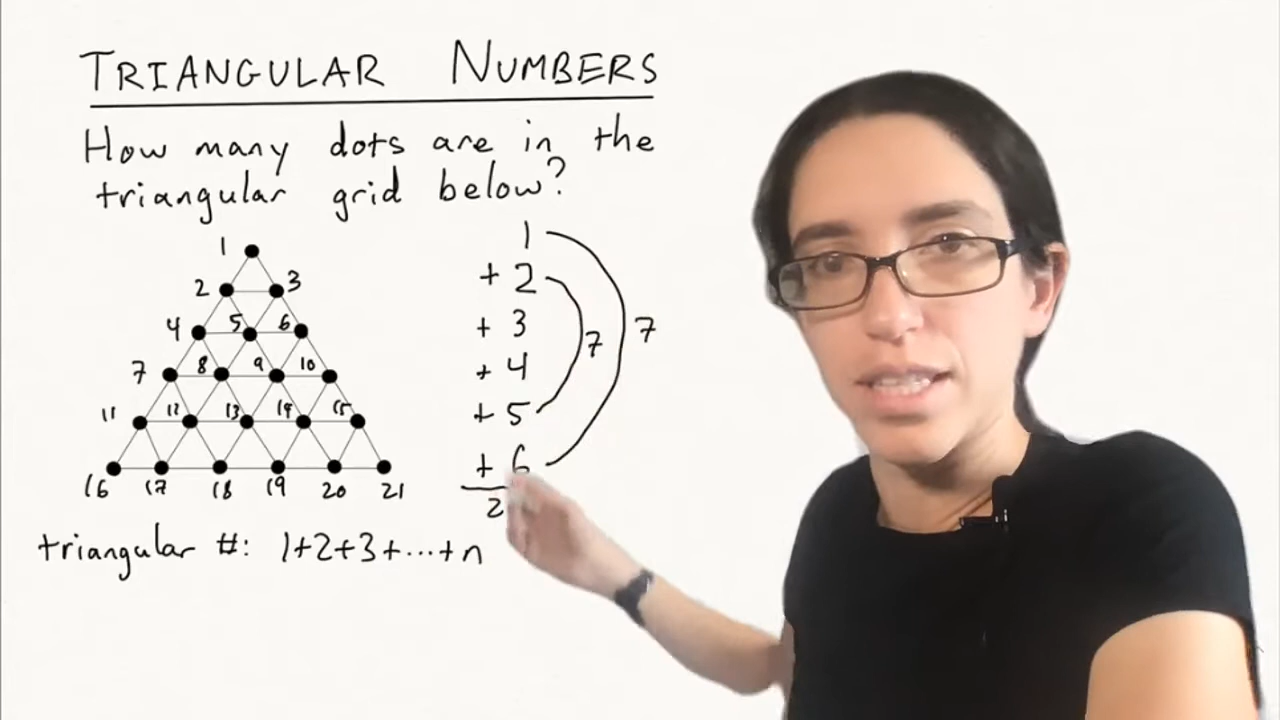 TRIANGULAR NUMBERS
How many dots are in the
triangular grid below?
1
2 3
4 5 6
7 8 9 10
11 12 13 14 15
16 17 18 19 20 21
1
+ 2
+ 3
+ 4
+ 5
+ 6
2
7 7
triangular #: 1+2+3+...+n